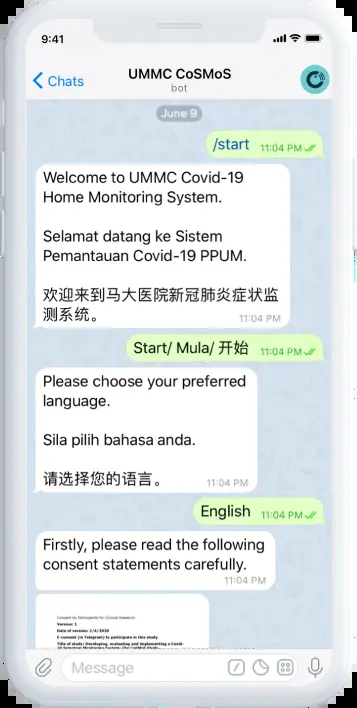 9:41
Chats
UMMC CoSMoS
bot
June 9
/start 11:04 PM
Welcome to UMMC Covid-19
Home Monitoring System.
Selamat datang ke Sistem
Pemantauan Covid-19 PPUM.
欢迎来到马大医院新冠肺炎症状监
测系统。 11:04 PM
Start/ Mula/ 开始 11:04 PM
Please choose your preferred
language.
Sila pilih bahasa anda.
请选择您的语言。 11:04 PM
English 11:04 PM
Firstly, please read the following
consent statements carefully.
11:04 PM
Consent by Participants for Clinical Research
Version: 1
Date of version: 2/4/2020
E consent (in Telegram) to participate in this study.
Title of study: Developing, evaluating and implementing a Covid-
Message